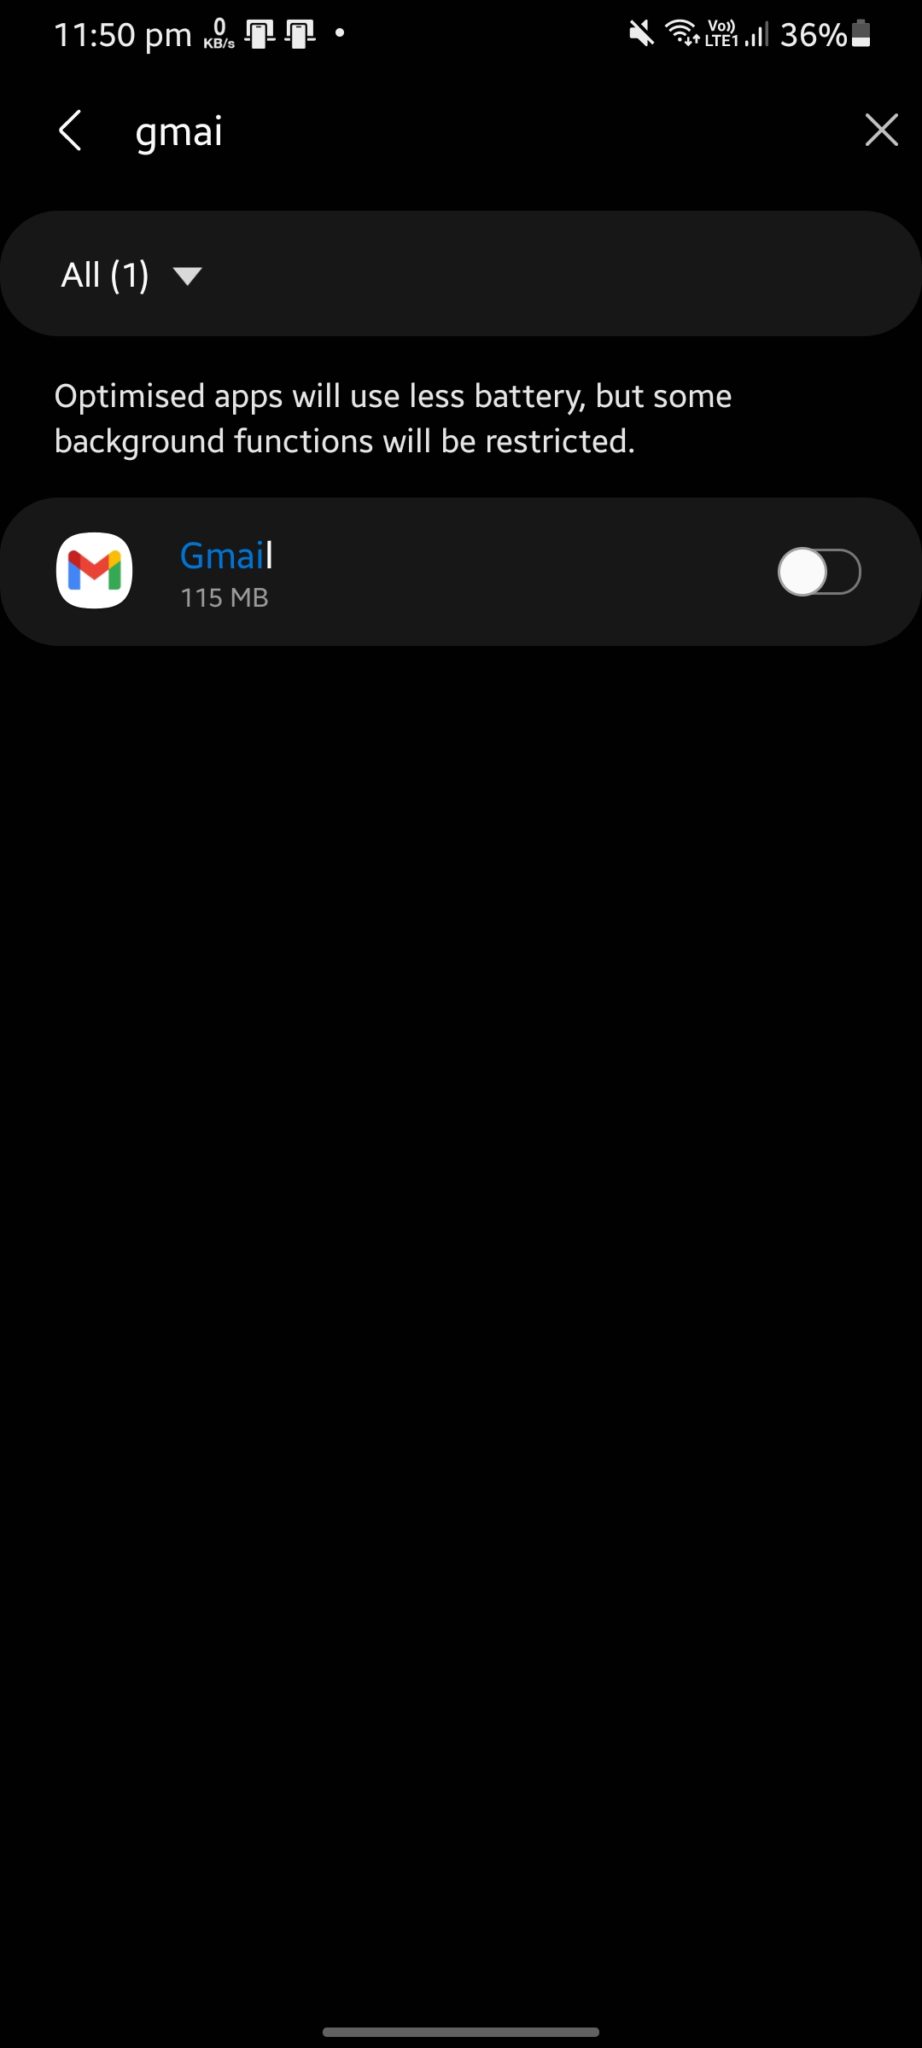 11:50 pm 0 KB/s Vo)) LTE1 36%
gmai
All (1)
Optimised apps will use less battery, but some
background functions will be restricted.
Gmail
115 MB